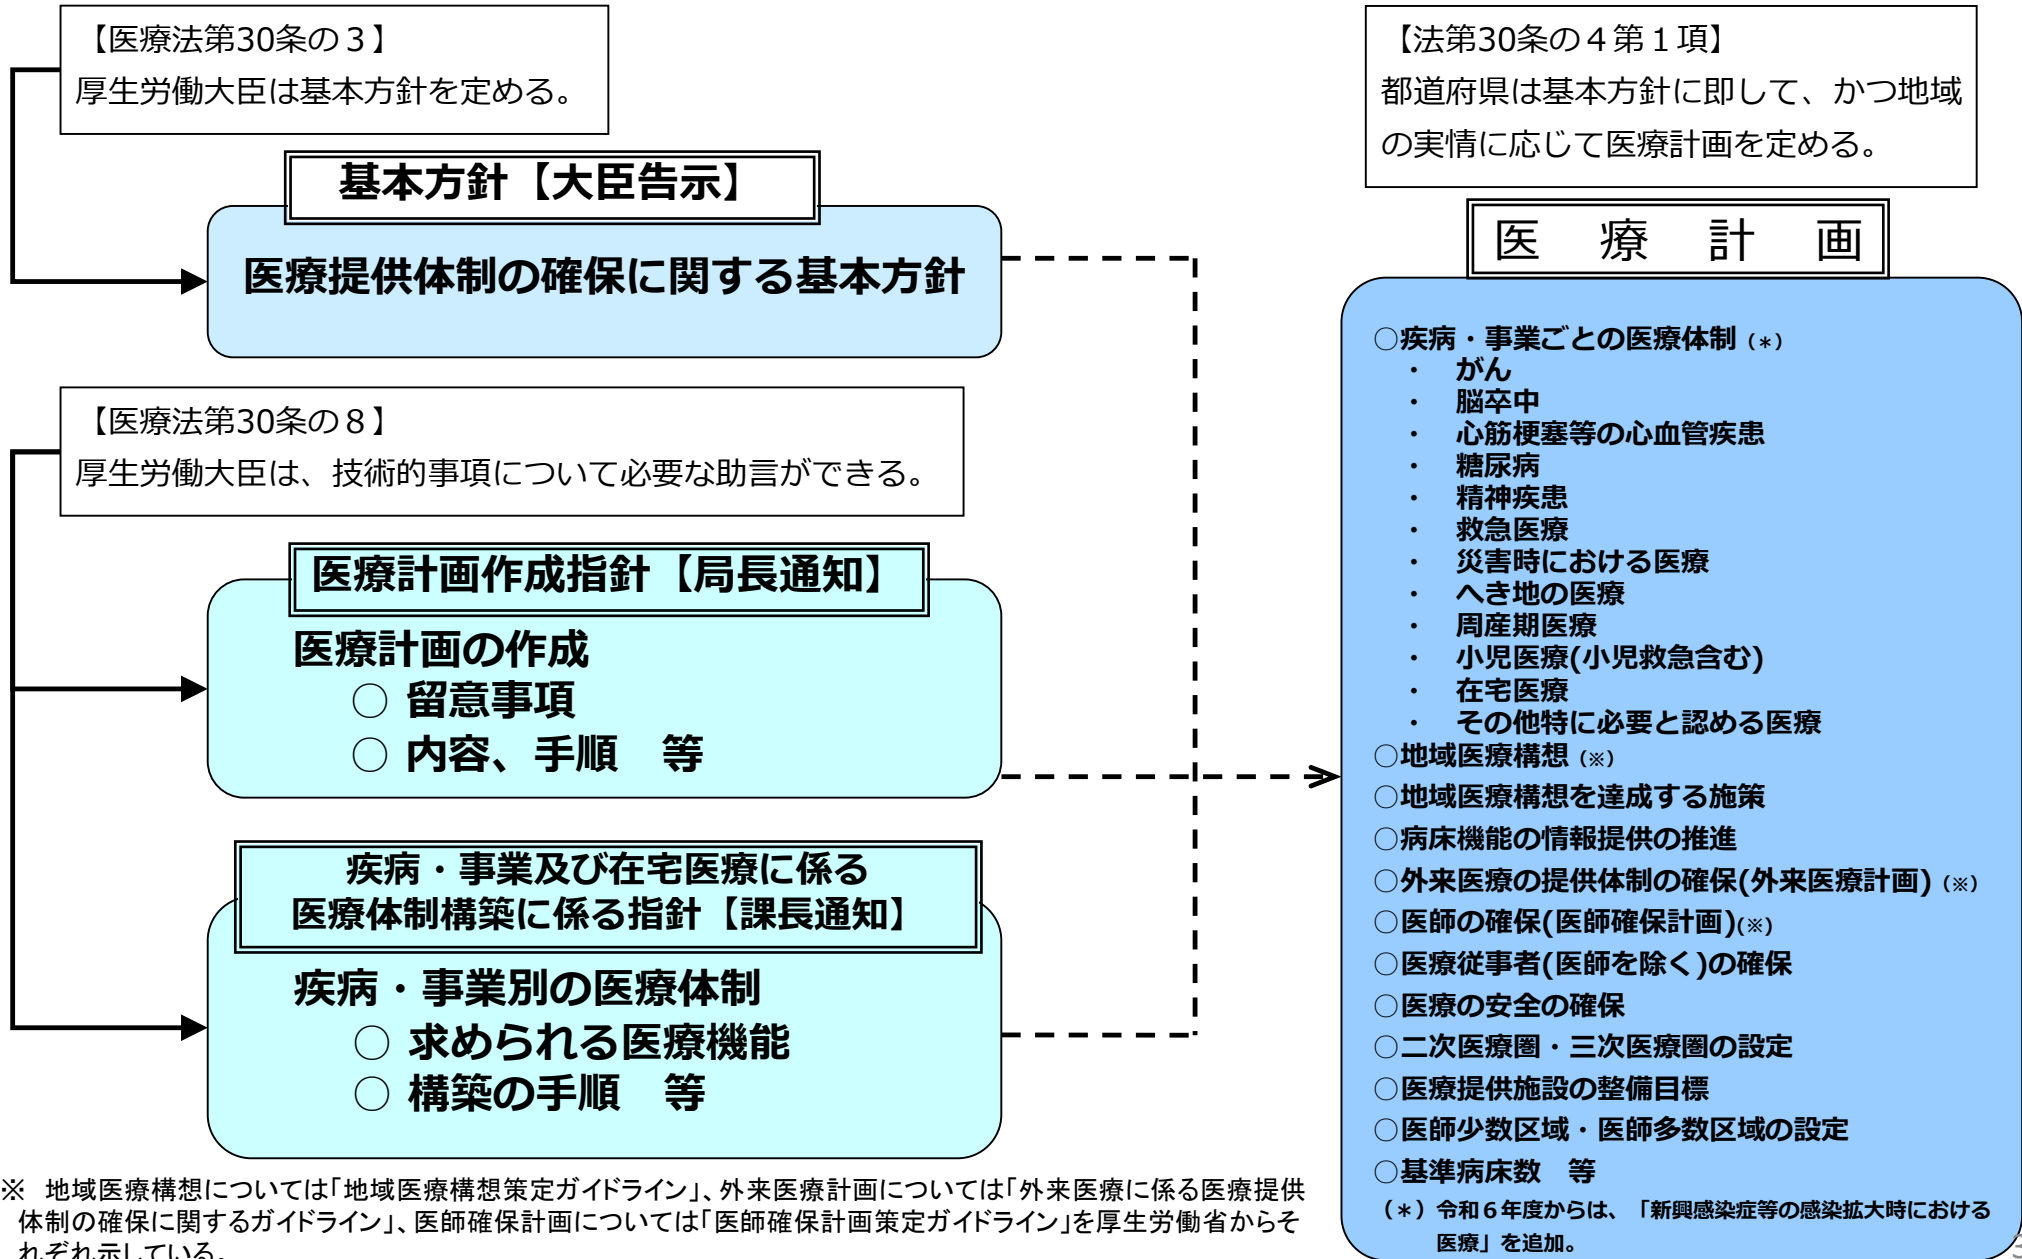 【医療法第30条の３】
厚生労働大臣は基本方針を定める。
基本方針【大臣告示】
医療提供体制の確保に関する基本方針
【医療法第30条の８】
厚生労働大臣は、技術的事項について必要な助言ができる。
医療計画作成指針【局長通知】
医療計画の作成
○ 留意事項
○ 内容、手順　等
疾病・事業及び在宅医療に係る
医療体制構築に係る指針【課長通知】
疾病・事業別の医療体制
○ 求められる医療機能
○ 構築の手順　等
※　地域医療構想については「地域医療構想策定ガイドライン」、外来医療計画については「外来医療に係る医療提供
体制の確保に関するガイドライン」、医師確保計画については「医師確保計画策定ガイドライン」を厚生労働省からそ
れぞれ示している。
【法第30条の４第１項】
都道府県は基本方針に即して、かつ地域
の実情に応じて医療計画を定める。
医　療　計　画
○疾病・事業ごとの医療体制（＊）
・　がん
・　脳卒中
・　心筋梗塞等の心血管疾患
・　糖尿病
・　精神疾患
・　救急医療
・　災害時における医療
・　へき地の医療
・　周産期医療
・　小児医療(小児救急含む)
・　在宅医療
・　その他特に必要と認める医療
○地域医療構想（※）
○地域医療構想を達成する施策
○病床機能の情報提供の推進
○外来医療の提供体制の確保(外来医療計画)（※）
○医師の確保(医師確保計画)(※)
○医療従事者(医師を除く)の確保
○医療の安全の確保
○二次医療圏・三次医療圏の設定
○医療提供施設の整備目標
○医師少数区域・医師多数区域の設定
○基準病床数　等
（＊）令和６年度からは、「新興感染症等の感染拡大時における
医療」を追加。